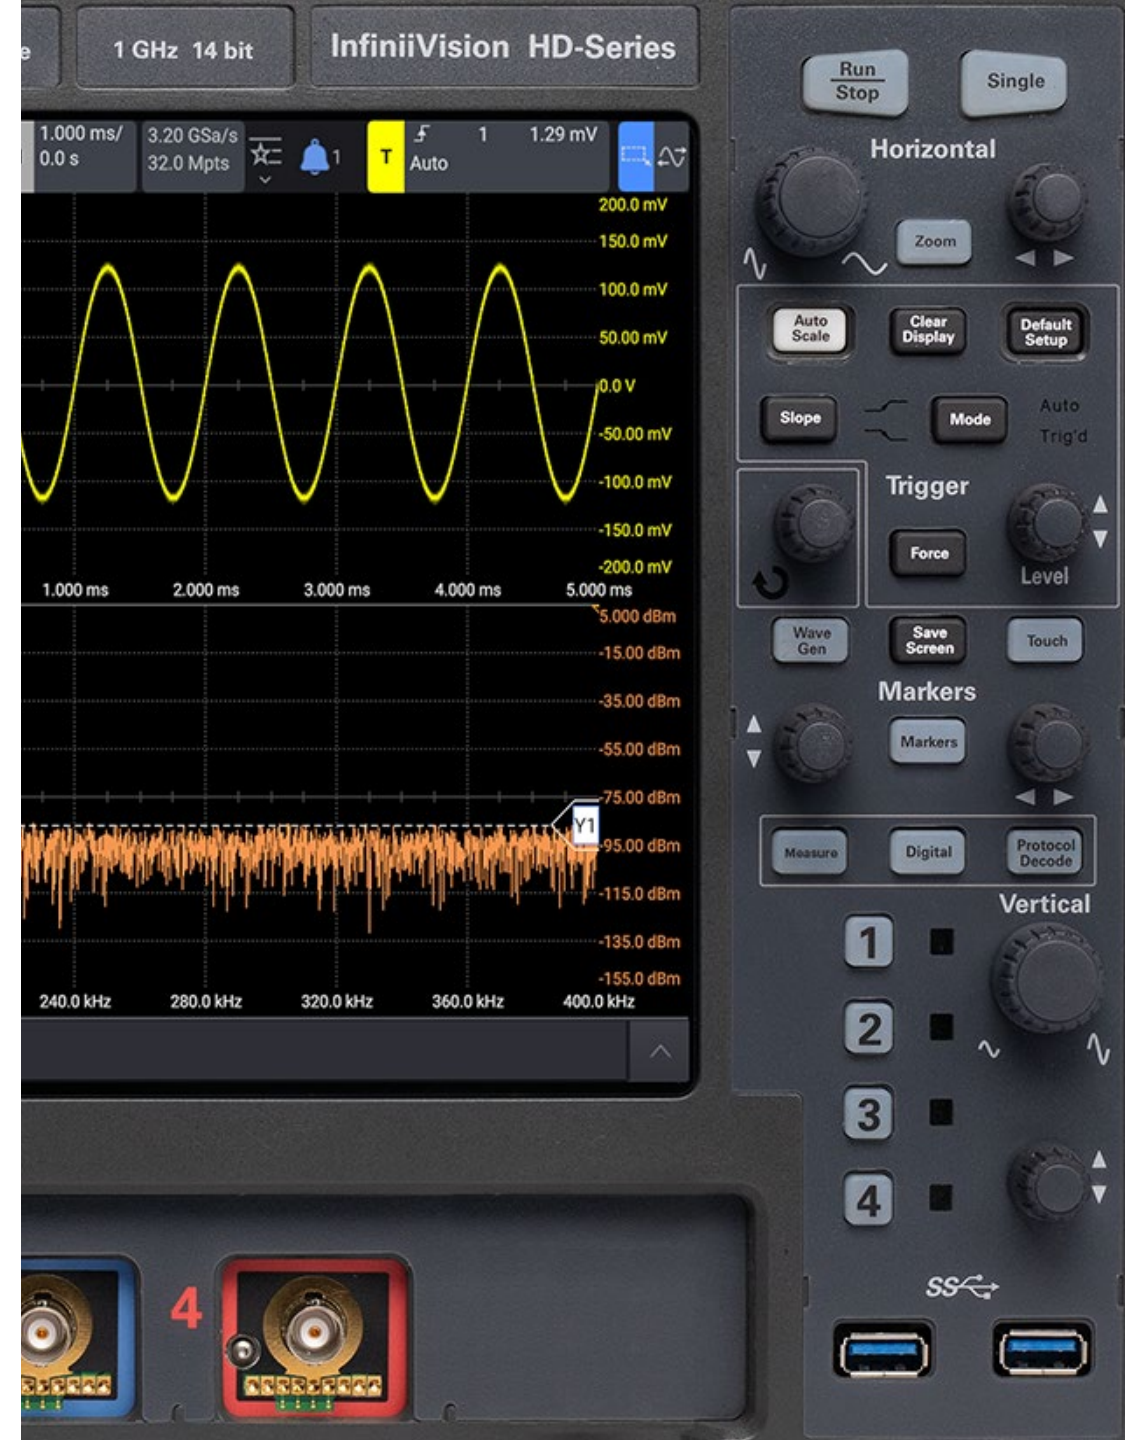 e
1 GHz 14 bit
InfiniiVision HD-Series
Run
Stop
Single
1.000 ms/
0.0 s
3.20 GSa/s
32.0 Mpts
1
T
1
1.29 mV
Auto
Horizontal
Zoom
200.0 mV
150.0 mV
100.0 mV
50.00 mV
0.0 V
-50.00 mV
-100.0 mV
-150.0 mV
-200.0 mV
1.000 ms
2.000 ms
3.000 ms
4.000 ms
5.000 ms
Auto
Scale
Clear
Display
Default
Setup
Slope
Mode
Auto
Trig'd
Trigger
Force
Level
5.000 dBm
-15.00 dBm
-35.00 dBm
-55.00 dBm
-75.00 dBm
Y1
-95.00 dBm
-115.0 dBm
-135.0 dBm
-155.0 dBm
240.0 kHz
280.0 kHz
320.0 kHz
360.0 kHz
400.0 kHz
Wave
Gen
Save
Screen
Touch
Markers
Markers
Measure
Digital
Protocol
Decode
Vertical
1
2
3
4
SS
4